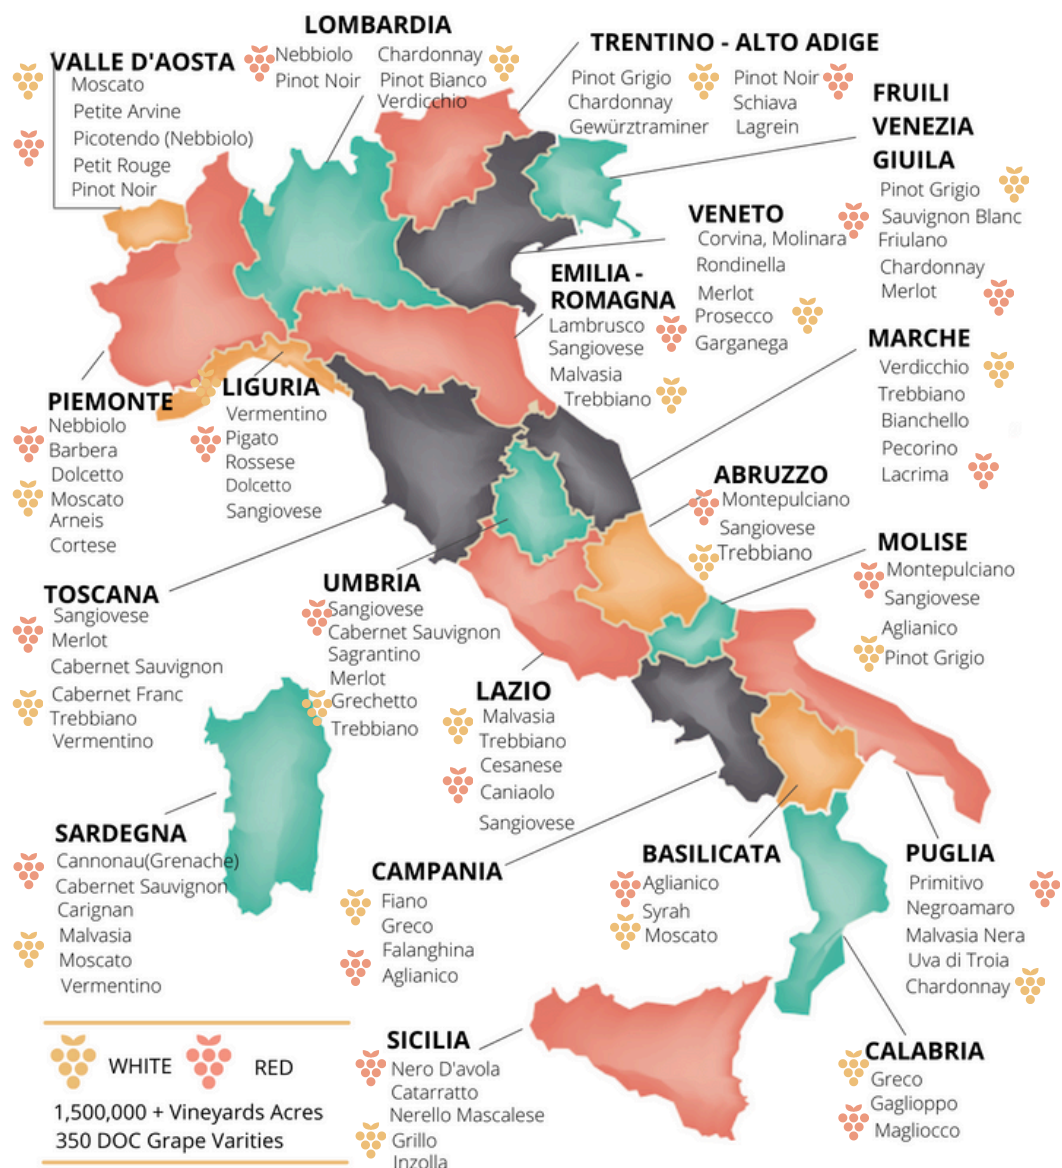 LOMBARDIA
Nebbiolo
Pinot Noir
Chardonnay
Pinot Bianco
Verdicchio
VALLE D'AOSTA
Moscato
Petite Arvine
Picotendo (Nebbiolo)
Petit Rouge
Pinot Noir
TRENTINO - ALTO ADIGE
Pinot Grigio
Chardonnay
Gewürztraminer
Pinot Noir
Schiava
Lagrein
FRUILI
VENEZIA
GIUILA
Pinot Grigio
Sauvignon Blanc
Friulano
Chardonnay
Merlot
VENETO
Corvina, Molinara
Rondinella
Merlot
Prosecco
Garganega
EMILIA -
ROMAGNA
Lambrusco
Sangiovese
Malvasia
Trebbiano
MARCHE
Verdicchio
Trebbiano
Bianchello
Pecorino
Lacrima
PIEMONTE
Nebbiolo
Barbera
Dolcetto
Moscato
Arneis
Cortese
LIGURIA
Vermentino
Pigato
Rossese
Dolcetto
Sangiovese
ABRUZZO
Montepulciano
Sangiovese
Trebbiano
MOLISE
Montepulciano
Sangiovese
Aglianico
Pinot Grigio
TOSCANA
Sangiovese
Merlot
Cabernet Sauvignon
Cabernet Franc
Trebbiano
Vermentino
UMBRIA
Sangiovese
Cabernet Sauvignon
Sagrantino
Merlot
Grechetto
Trebbiano
LAZIO
Malvasia
Trebbiano
Cesanese
Caniaolo
Sangiovese
SARDEGNA
Cannonau(Grenache)
Cabernet Sauvignon
Carignan
Malvasia
Moscato
Vermentino
CAMPANIA
Fiano
Greco
Falanghina
Aglianico
BASILICATA
Aglianico
Syrah
Moscato
PUGLIA
Primitivo
Negroamaro
Malvasia Nera
Uva di Troia
Chardonnay
SICILIA
Nero D'avola
Catarratto
Nerello Mascalese
Grillo
Inzolla
CALABRIA
Greco
Gaglioppo
Magliocco
WHITE
RED
1,500,000 + Vineyards Acres
350 DOC Grape Varities